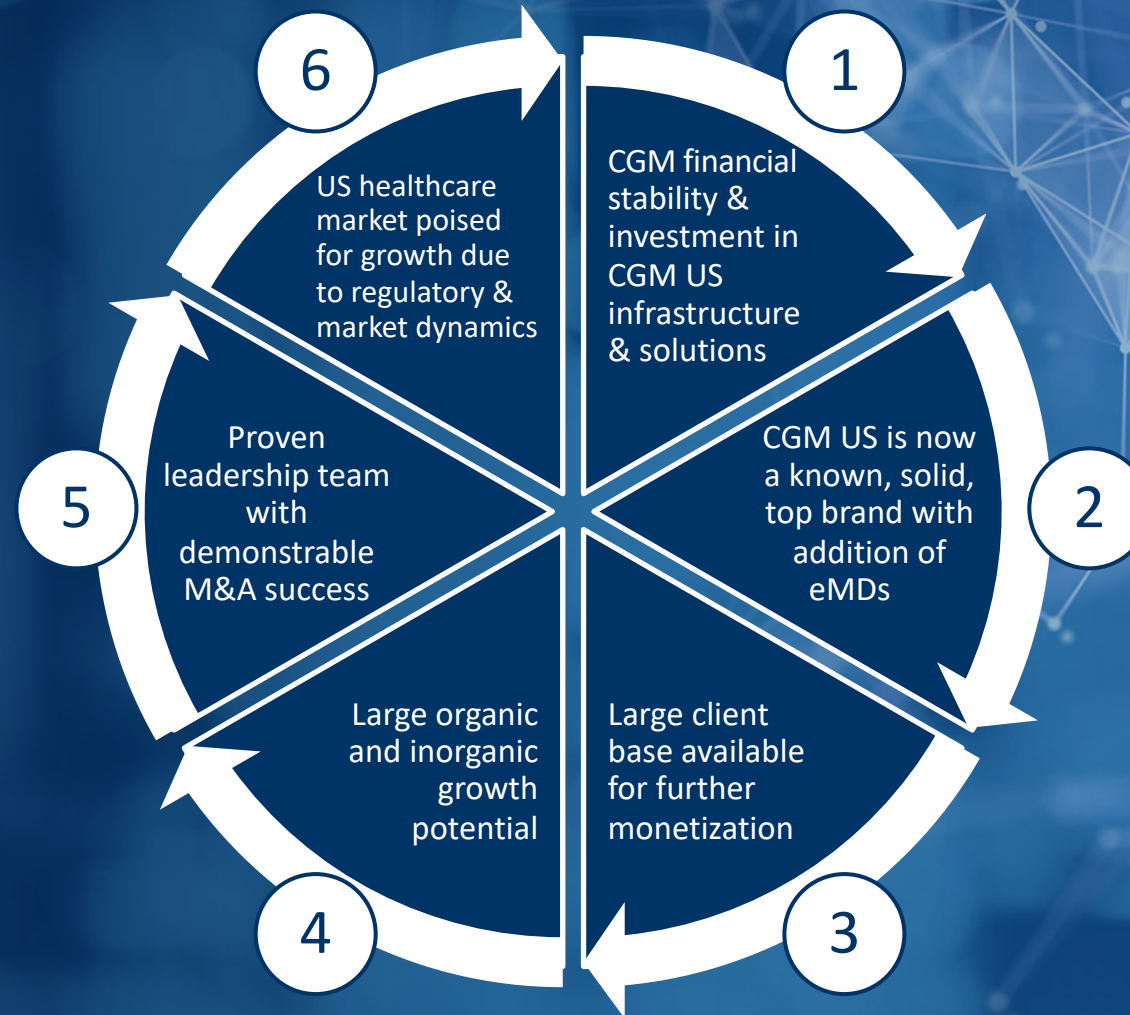 1
CGM financial
stability &
investment in
CGM US
infrastructure
& solutions
2
CGM US is now
a known, solid,
top brand with
addition of
eMDs
3
Large client
base available
for further
monetization
4
Large organic
and inorganic
growth
potential
5
Proven
leadership team
with
demonstrable
M&A success
6
US healthcare
market poised
for growth due
to regulatory &
market dynamics